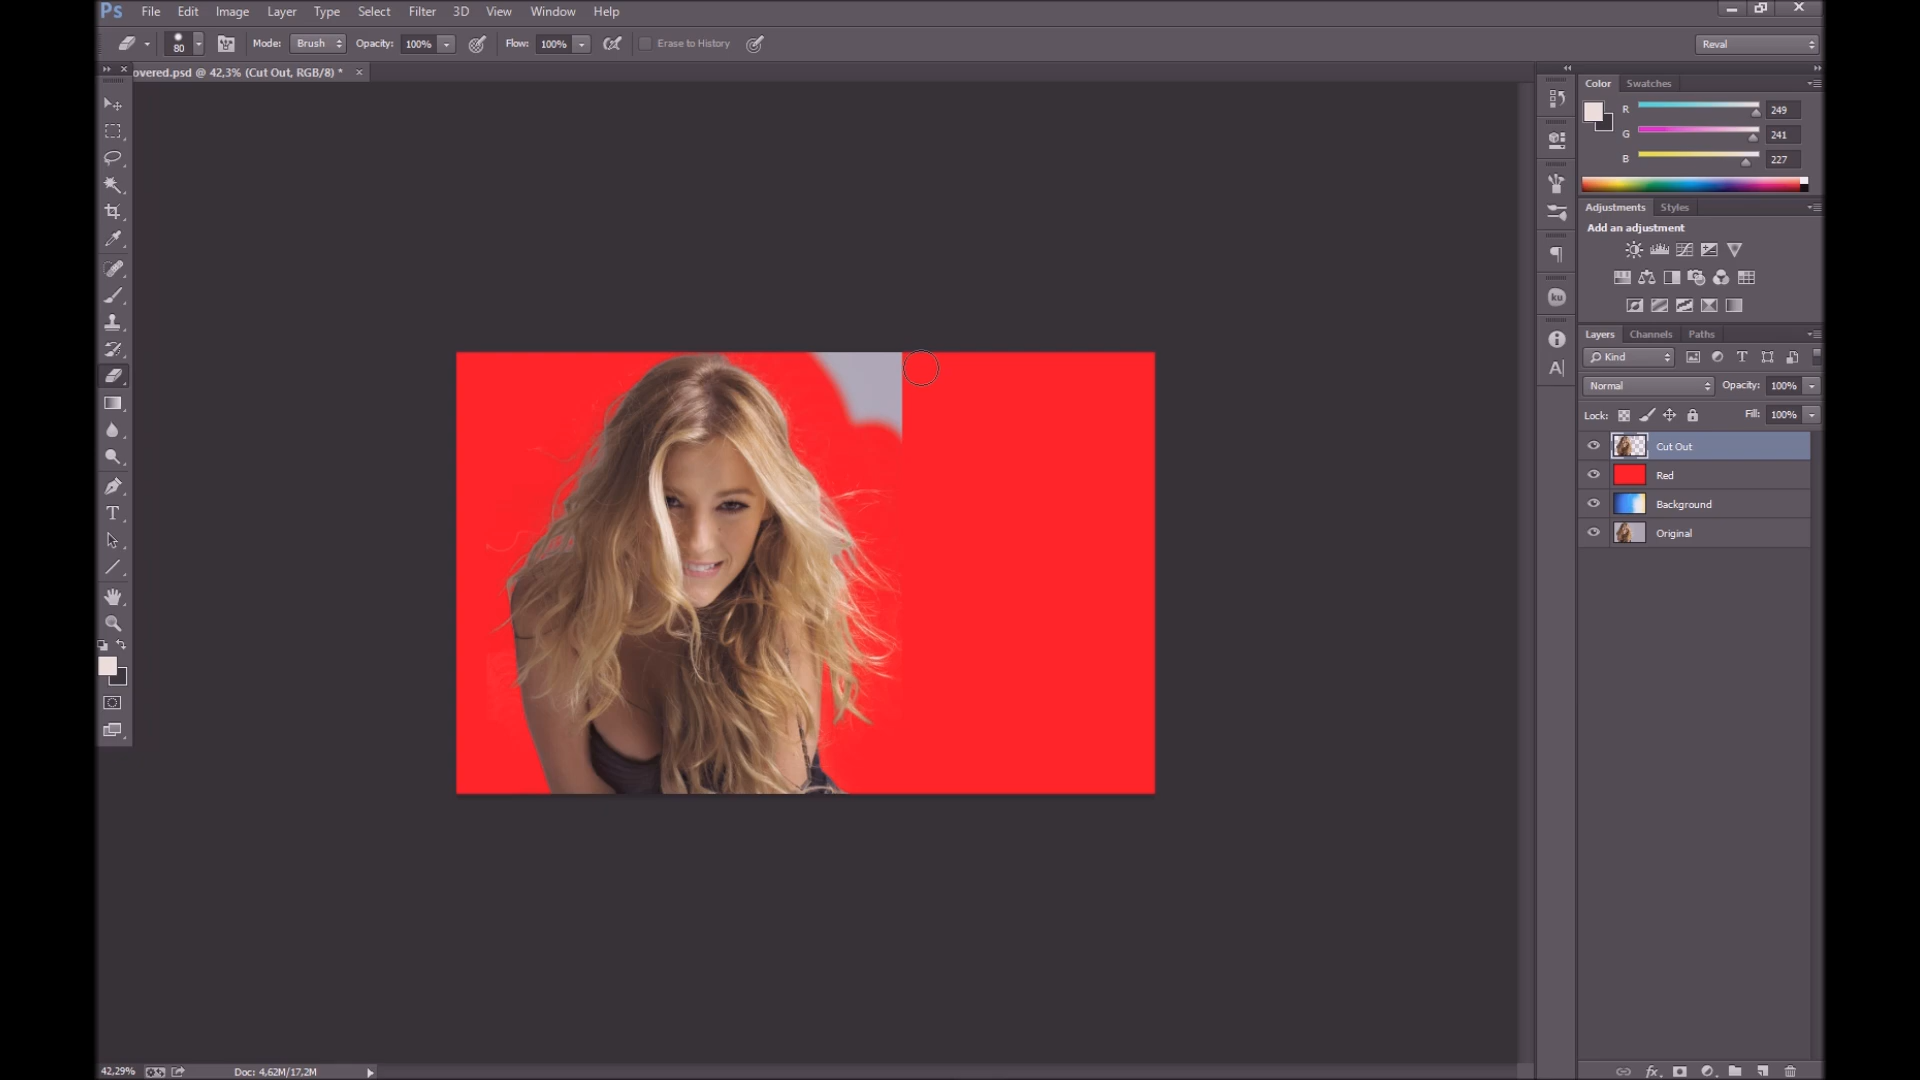 Ps File Edit Image Layer Type Select Filter 3D View Window Help
80 Mode: Brush Opacity: 100% Flow: 100% Erase to History Reval
overed.psd @ 42,3% (Cut Out, RGB/8) *
Color Swatches
R 249
G 241
B 227
Adjustments Styles
Add an adjustment
ku
Layers Channels Paths
Kind
Normal Opacity: 100%
Lock: Fill: 100%
Cut Out
Red
Background
Original
42,29% Doc: 4,62M/17,2M